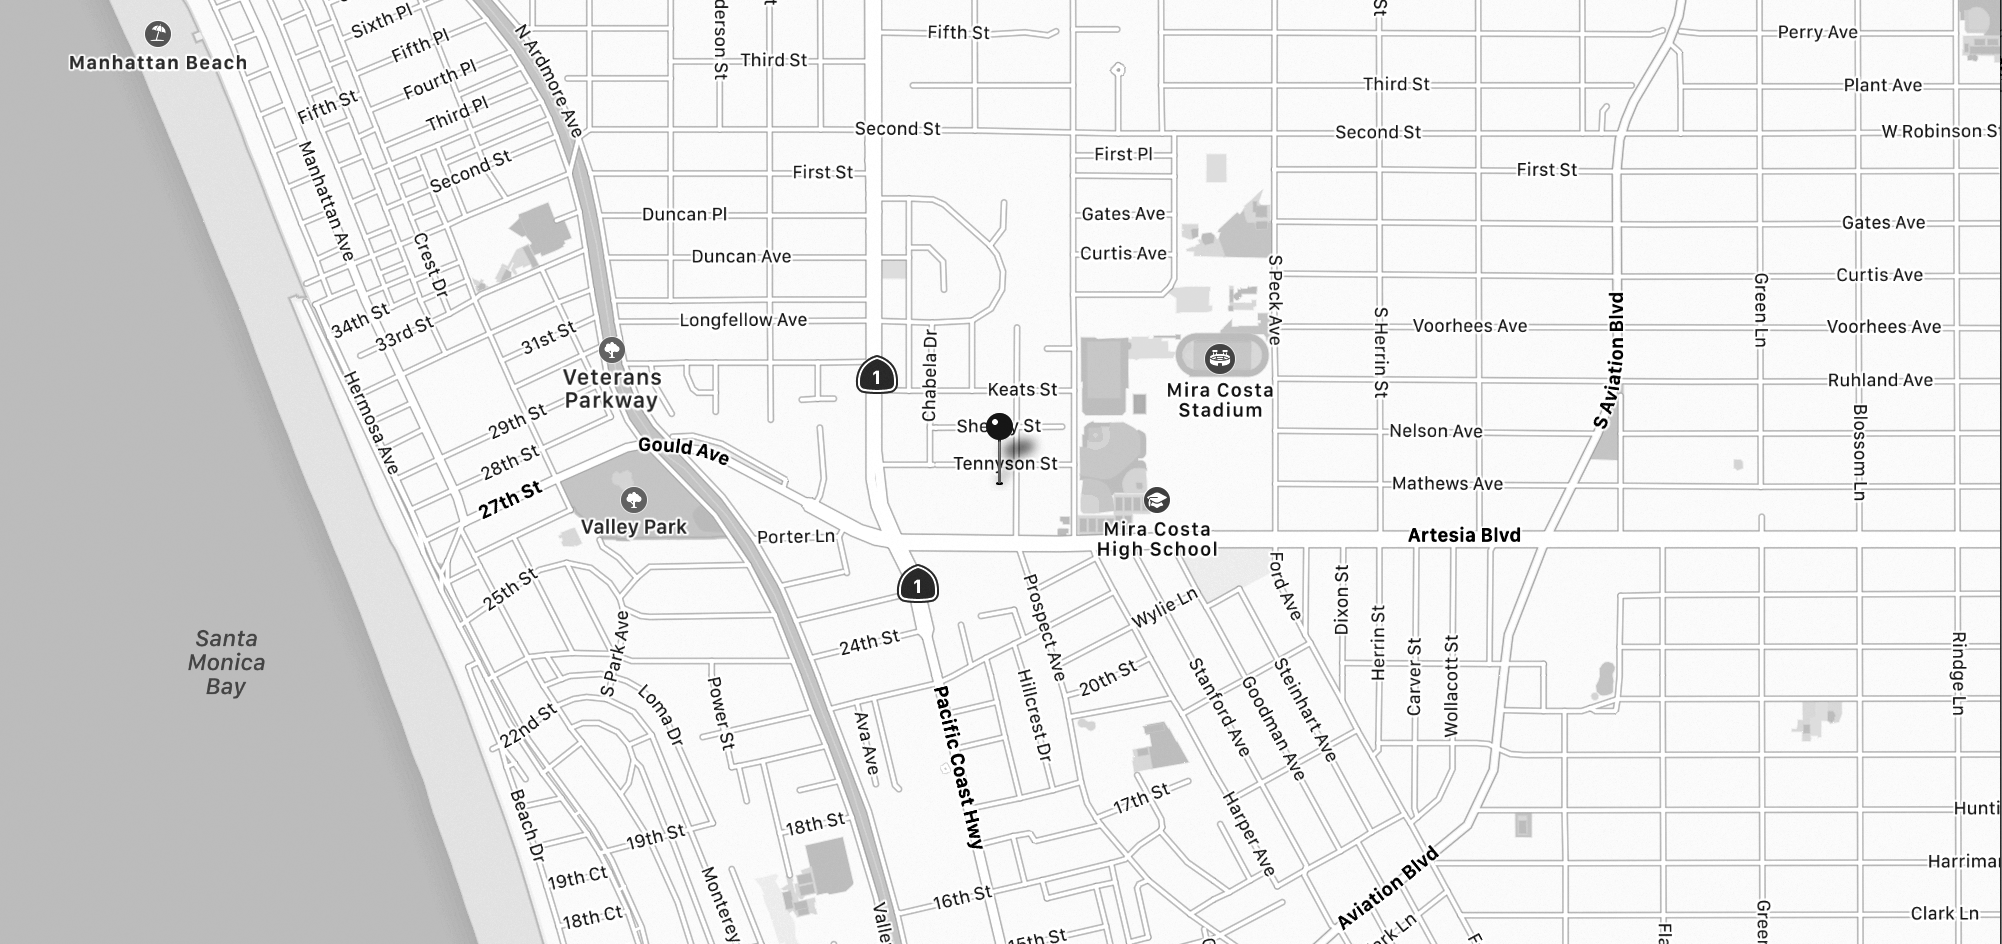 Sixth Pl
Fifth Pl
Fourth Pl
Third Pl
Fifth St
Second St
Manhattan Beach
N Ardmore Ave
Third St
Fifth St
Third St
Perry Ave
Plant Ave
Second St
Second St
First St
First Pl
First St
Manhattan Ave
Duncan Pl
Gates Ave
Gates Ave
Crest Dr
Duncan Ave
Curtis Ave
S Peck Ave
Curtis Ave
Green Ln
34th St
33rd St
31st St
Longfellow Ave
Chabela Dr
S Herrin St
Voorhees Ave
S Aviation Blvd
Voorhees Ave
Veterans
Parkway
1
Keats St
Mira Costa
Stadium
Ruhland Ave
Hermosa Ave
29th St
28th St
27th St
Gould Ave
Tennyson St
Nelson Ave
Mathews Ave
Blossom Ln
Valley Park
Porter Ln
Mira Costa
High School
Artesia Blvd
25th St
1
Prospect Ave
Wylie Ln
Ford Ave
Dixon St
Herrin St
Carver St
Wollacott St
Rindge Ln
Santa
Monica
Bay
S Park Ave
24th St
20th St
Hillcrest Dr
Stanford Ave
Goodman Ave
Steinhart Ave
22nd St
Loma Dr
Power St
Ava Ave
Pacific Coast Hwy
Beach Dr
19th St
18th St
17th St
Harper Ave
19th Ct
18th Ct
Monterey
16th St
15th St
Aviation Blvd
Clark Ln